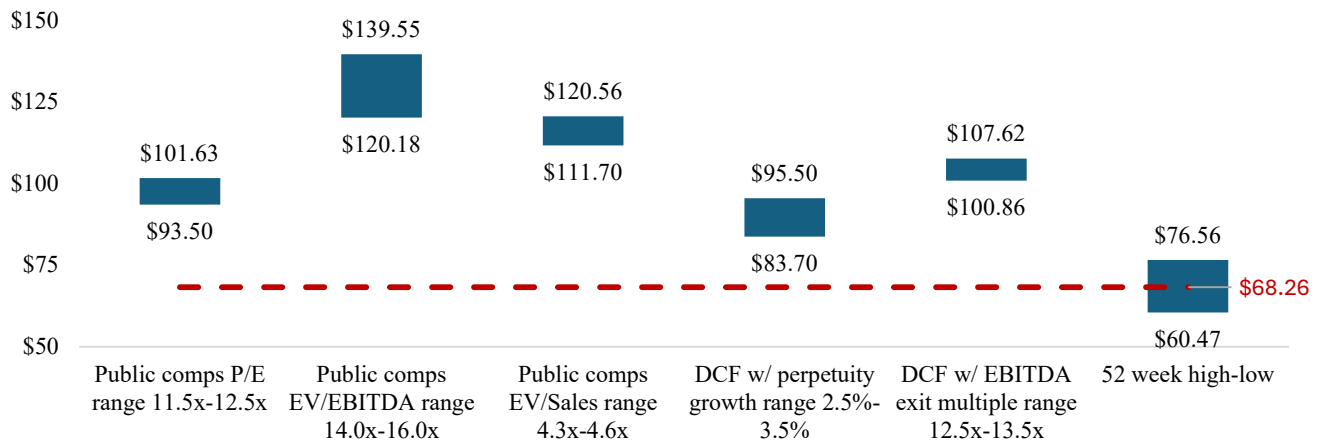 $150
$125
$100
$75
$50
$101.63
$93.50
$139.55
$120.18
$120.56
$111.70
$95.50
$83.70
$107.62
$100.86
$76.56
$60.47
$68.26
Public comps P/E
range 11.5x-12.5x
Public comps
EV/EBITDA range
14.0x-16.0x
Public comps
EV/Sales range
4.3x-4.6x
DCF w/ perpetuity
growth range 2.5%-
3.5%
DCF w/ EBITDA
exit multiple range
12.5x-13.5x
52 week high-low